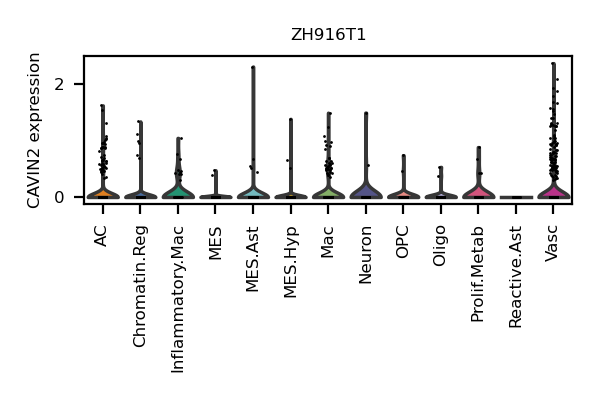 ZH916T1
CAVIN2 expression
2
0
AC
Chromatin.Reg
Inflammatory.Mac
MES
MES.Ast
MES.Hyp
Mac
Neuron
OPC
Oligo
Prolif.Metab
Reactive.Ast
Vasc